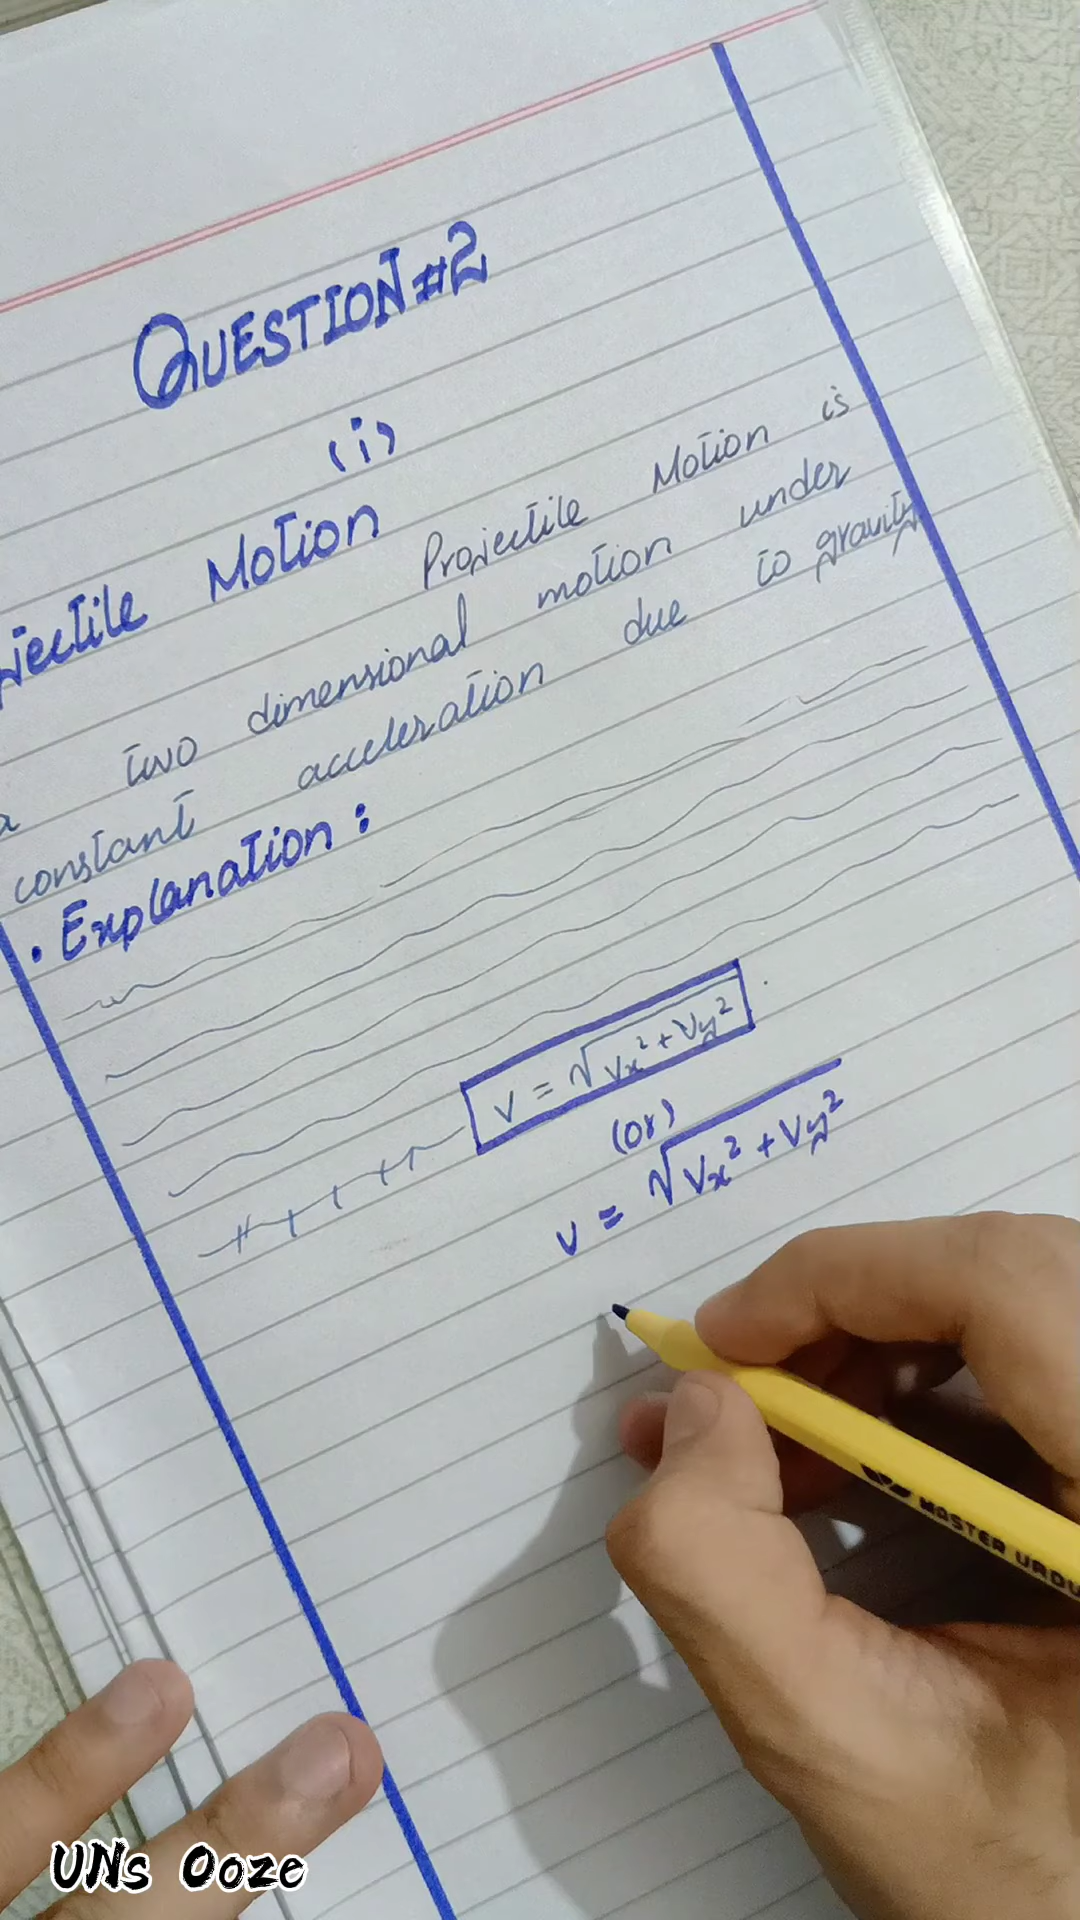 QUESTION#2
(i)
ojectile Motion
Projectile Motion is
a two dimensional motion under
constant acceleration due to gravity
• Explanation :
v = √Vx² + Vy²
(or)
v = √Vx² + Vy²
MASTER URDU
UNs Ooze